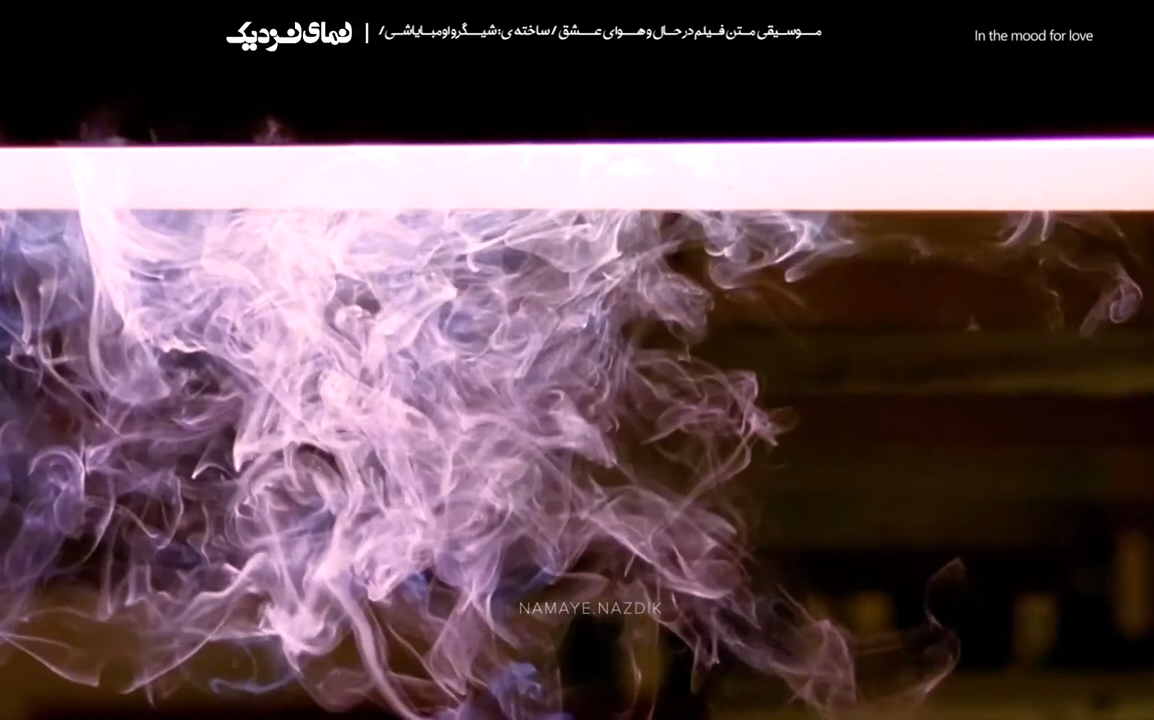 موسیقی متن فیلم در حال و هوای عشق / ساخته ی: شیگرو اومبایاشی / | نمای نزدیک
In the mood for love
NAMAYE.NAZDIK